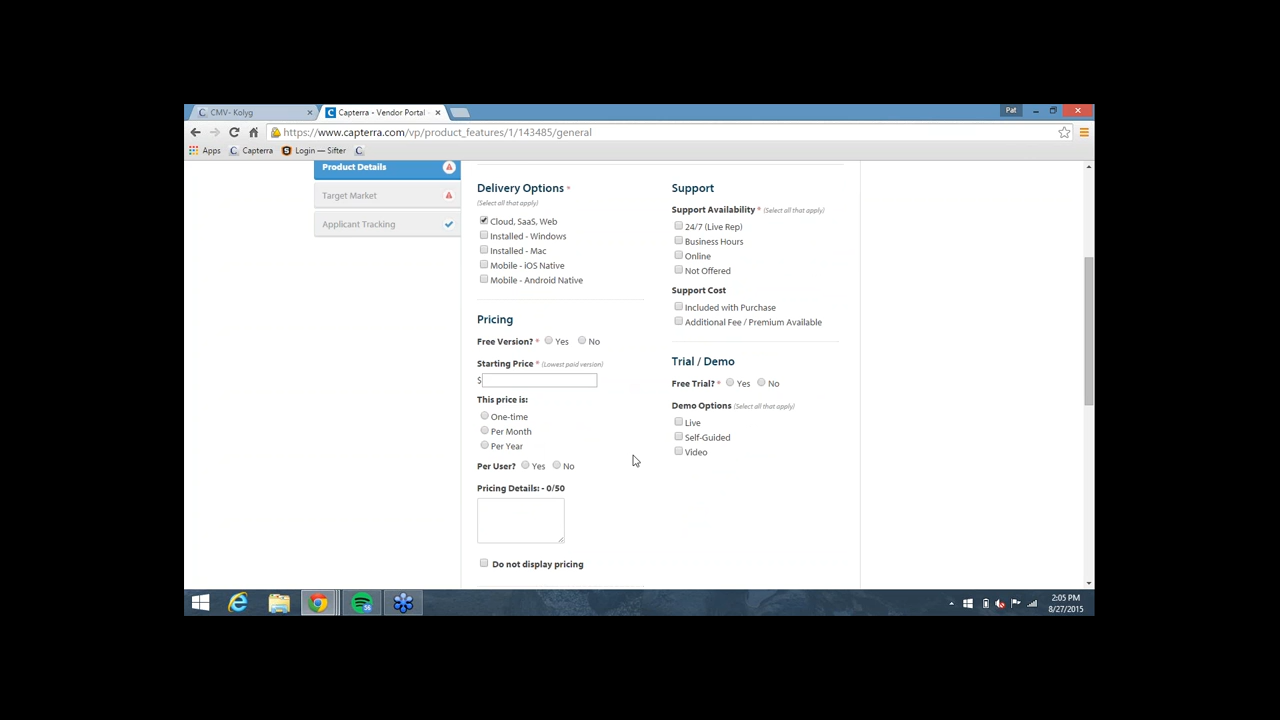 CMV- Kolyg
Capterra - Vendor Portal
Pat
https://www.capterra.com/vp/product_features/1/143485/general
Apps
Capterra
Login — Sifter
Product Details
Target Market
Applicant Tracking
Delivery Options *
(Select all that apply)
Cloud, SaaS, Web
Installed - Windows
Installed - Mac
Mobile - iOS Native
Mobile - Android Native
Pricing
Free Version? * Yes No
Starting Price * (Lowest paid version)
$
This price is:
One-time
Per Month
Per Year
Per User? Yes No
Pricing Details: - 0/50
Do not display pricing
Support
Support Availability * (Select all that apply)
24/7 (Live Rep)
Business Hours
Online
Not Offered
Support Cost
Included with Purchase
Additional Fee / Premium Available
Trial / Demo
Free Trial? * Yes No
Demo Options (Select all that apply)
Live
Self-Guided
Video
2:05 PM
8/27/2015